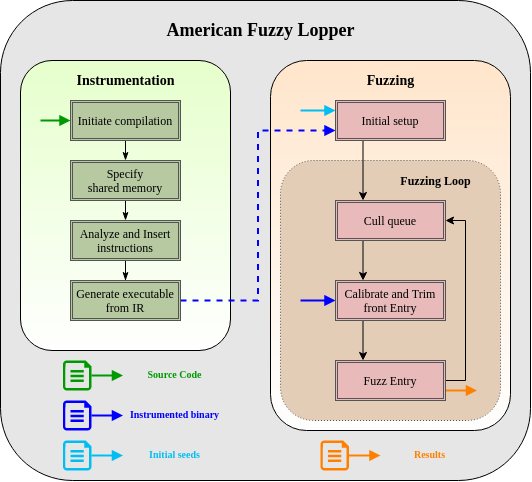 American Fuzzy Lopper
Instrumentation
Initiate compilation
Specify
shared memory
Analyze and Insert
instructions
Generate executable
from IR
Fuzzing
Initial setup
Fuzzing Loop
Cull queue
Calibrate and Trim
front Entry
Fuzz Entry
Source Code
Instrumented binary
Initial seeds
Results